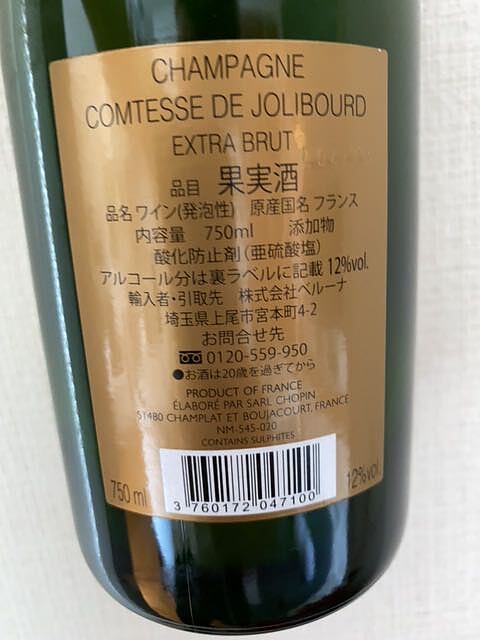 CHAMPAGNE
COMTESSE DE JOLIBOURD
EXTRA BRUT
品目 果実酒
品名 ワイン(発泡性) 原産国名 フランス
内容量 750ml 添加物
酸化防止剤(亜硫酸塩)
アルコール分は裏ラベルに記載 12%vol.
輸入者・引取先 株式会社ベルーナ
埼玉県上尾市宮本町4-2
お問合せ先
0120-559-950
●お酒は20歳を過ぎてから
PRODUCT OF FRANCE
ÉLABORÉ PAR SARL CHOPIN
51480 CHAMPLAT ET BOUJACOURT, FRANCE
NM-545-020
CONTAINS SULPHITES
750 ml 12%vol.
3 760172 047100